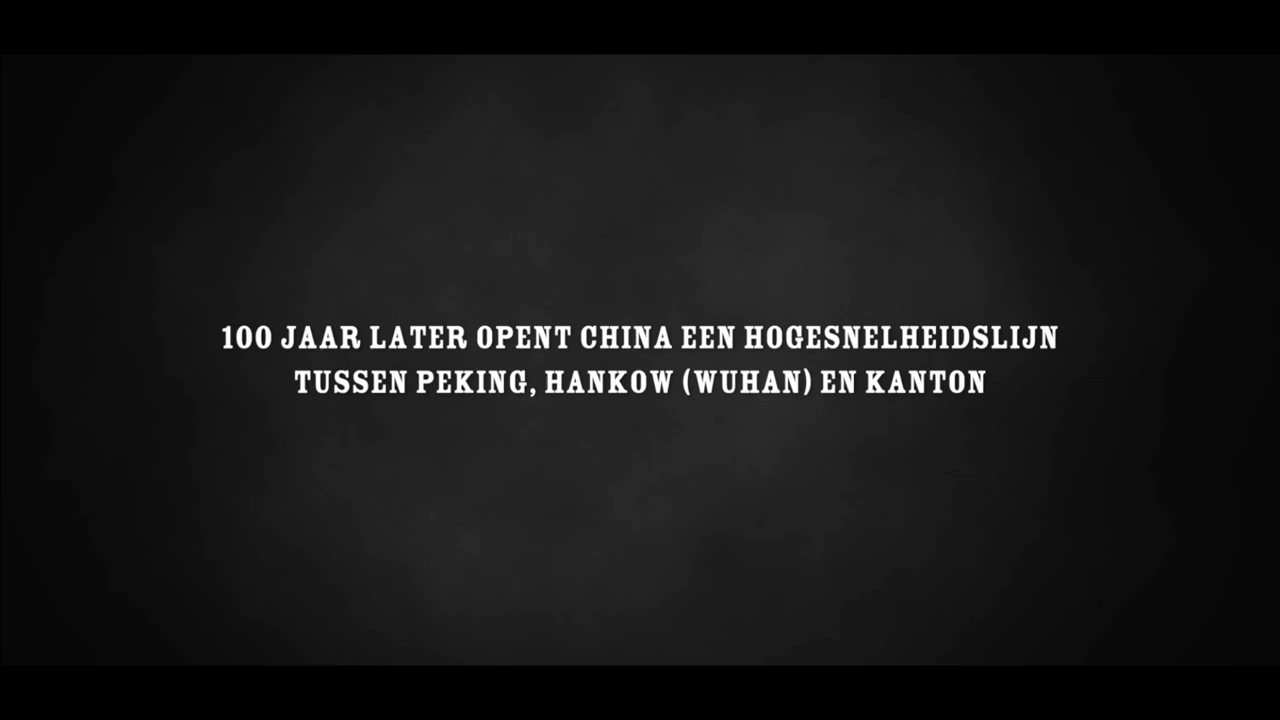 100 JAAR LATER OPENT CHINA EEN HOGESNELHEIDSLIJN
TUSSEN PEKING, HANKOW (WUHAN) EN KANTON